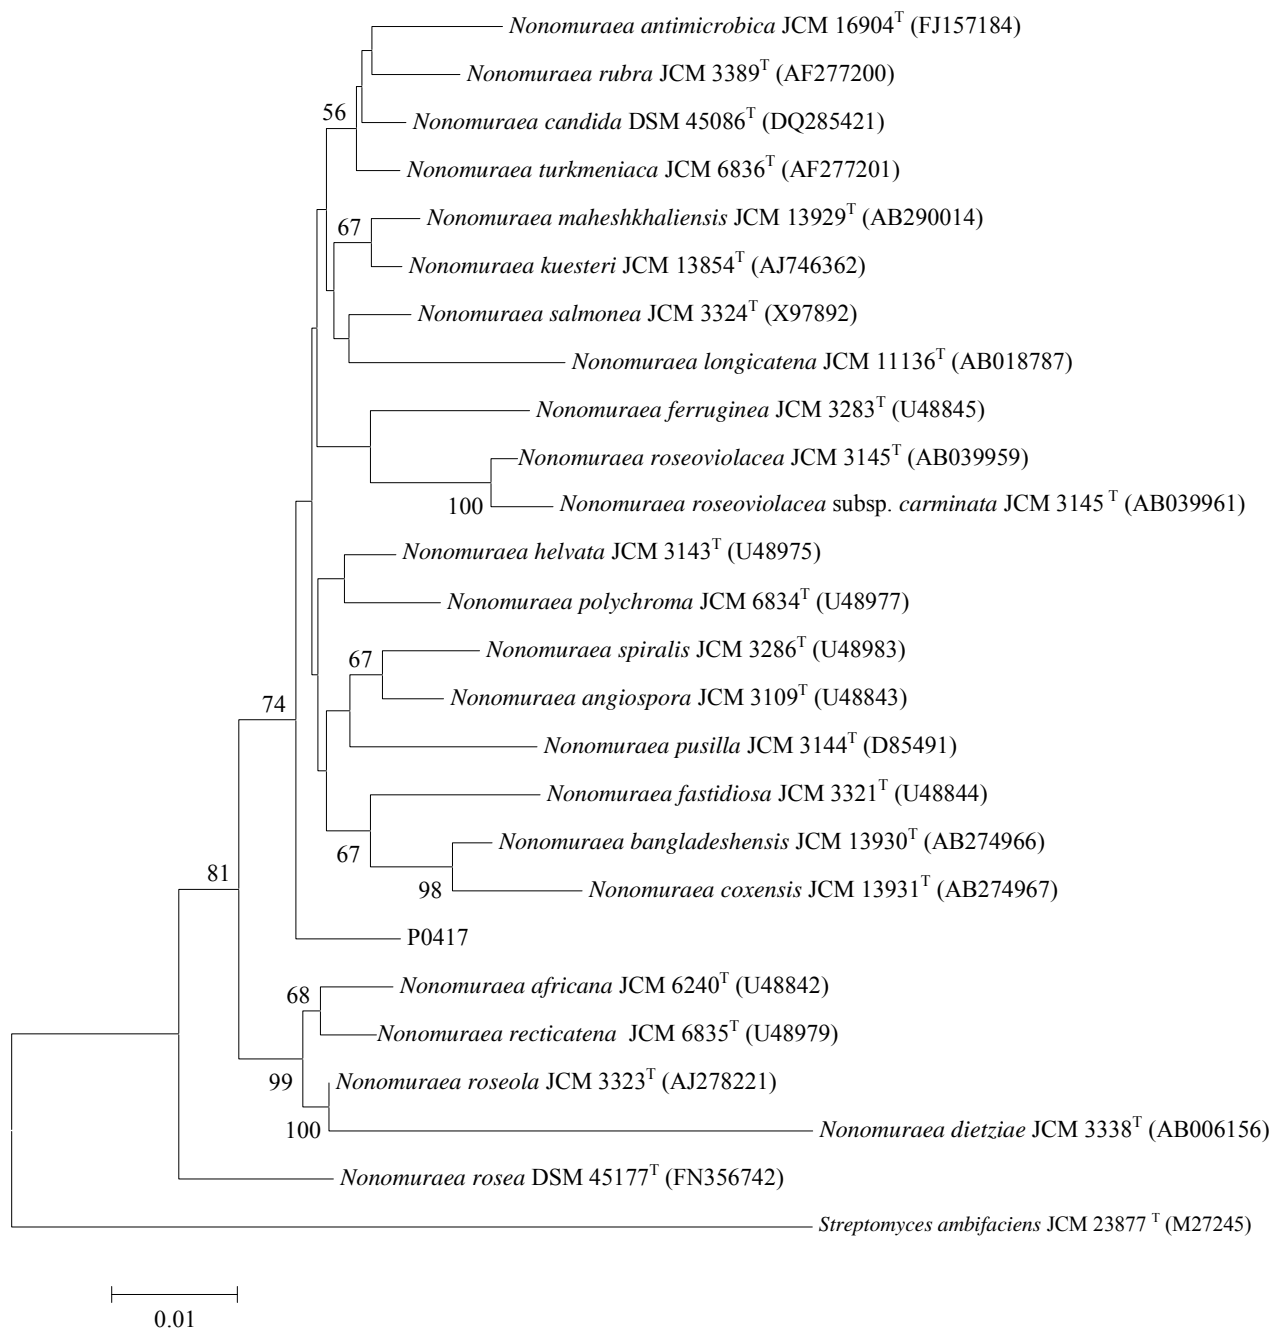 Nonomuraea antimicrobica JCM 16904T (FJ157184)
Nonomuraea rubra JCM 3389T (AF277200)
56
Nonomuraea candida DSM 45086T (DQ285421)
Nonomuraea turkmeniaca JCM 6836T (AF277201)
Nonomuraea maheshkhaliensis JCM 13929T (AB290014)
67
Nonomuraea kuesteri JCM 13854T (AJ746362)
Nonomuraea salmonea JCM 3324T (X97892)
Nonomuraea longicatena JCM 11136T (AB018787)
Nonomuraea ferruginea JCM 3283T (U48845)
Nonomuraea roseoviolacea JCM 3145T (AB039959)
100
Nonomuraea roseoviolacea subsp. carminata JCM 3145 T (AB039961)
Nonomuraea helvata JCM 3143T (U48975)
Nonomuraea polychroma JCM 6834T (U48977)
Nonomuraea spiralis JCM 3286T (U48983)
67
Nonomuraea angiospora JCM 3109T (U48843)
74
Nonomuraea pusilla JCM 3144T (D85491)
Nonomuraea fastidiosa JCM 3321T (U48844)
Nonomuraea bangladeshensis JCM 13930T (AB274966)
67
81
98
Nonomuraea coxensis JCM 13931T (AB274967)
P0417
Nonomuraea africana JCM 6240T (U48842)
68
Nonomuraea recticatena JCM 6835T (U48979)
99
Nonomuraea roseola JCM 3323T (AJ278221)
100
Nonomuraea dietziae JCM 3338T (AB006156)
Nonomuraea rosea DSM 45177T (FN356742)
Streptomyces ambifaciens JCM 23877 T (M27245)
0.01